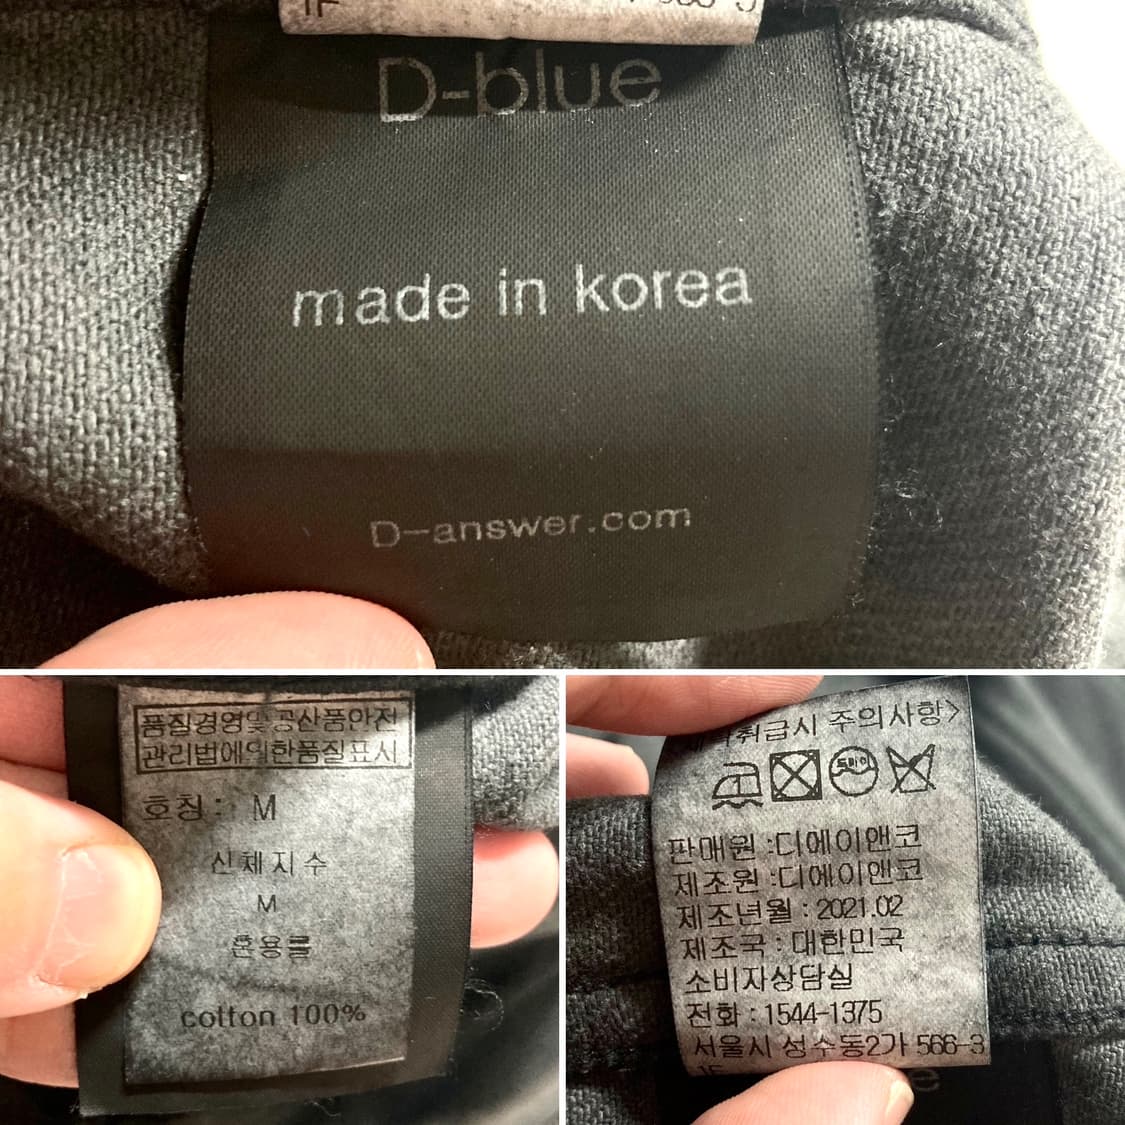 1F
D-blue
made in korea
D-answer.com
품질경영및공산품안전
관리법에의한품질표시
호칭 : M
신체지수
M
혼용률
cotton 100%
취급시 주의사항>
판매원 :디에이앤코
제조원 :디에이앤코
제조년월 : 2021.02
제조국 : 대한민국
소비자상담실
전화 : 1544-1375
서울시 성수동2가 566-3
1F